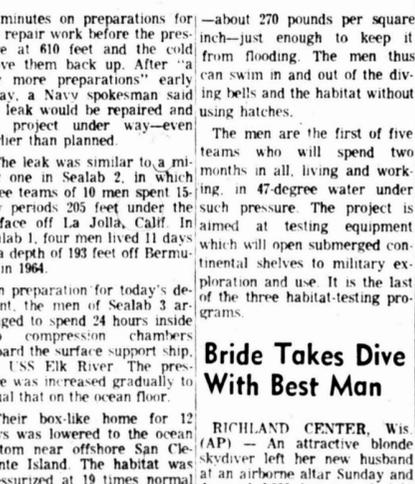 minutes on preparations for
repair work before the pres-
e at 610 feet and the cold
ve them back up. After "a
more preparations" early
ay, a Navy spokesman said
leak would be repaired and
project under way—even
lier than planned.
he leak was similar to a mi-
one in Sealab 2, in which
ee teams of 10 men spent 15-
periods 205 feet under the
face off La Jolla, Calif. In
lab 1, four men lived 11 days
a depth of 193 feet off Bermu-
in 1964.
n preparation for today's de-
nt, the men of Sealab 3 ar-
ged to spend 24 hours inside
compression chambers
ard the surface support ship,
USS Elk River The pres-
e was increased gradually to
al that on the ocean floor.
heir box-like home for 12
s was lowered to the ocean
tom near offshore San Cle-
nte Island. The habitat was
ssurized at 19 times normal
—about 270 pounds per square
inch—just enough to keep it
from flooding. The men thus
can swim in and out of the div-
ing bells and the habitat without
using hatches.
The men are the first of five
teams who will spend two
months in all, living and work-
ing, in 47-degree water under
such pressure. The project is
aimed at testing equipment
which will open submerged con-
tinental shelves to military ex-
ploration and use. It is the last
of the three habitat-testing pro-
grams.
Bride Takes Dive
With Best Man
RICHLAND CENTER, Wis.
(AP) — An attractive blonde
skydiver left her new husband
at an airborne altar Sunday and